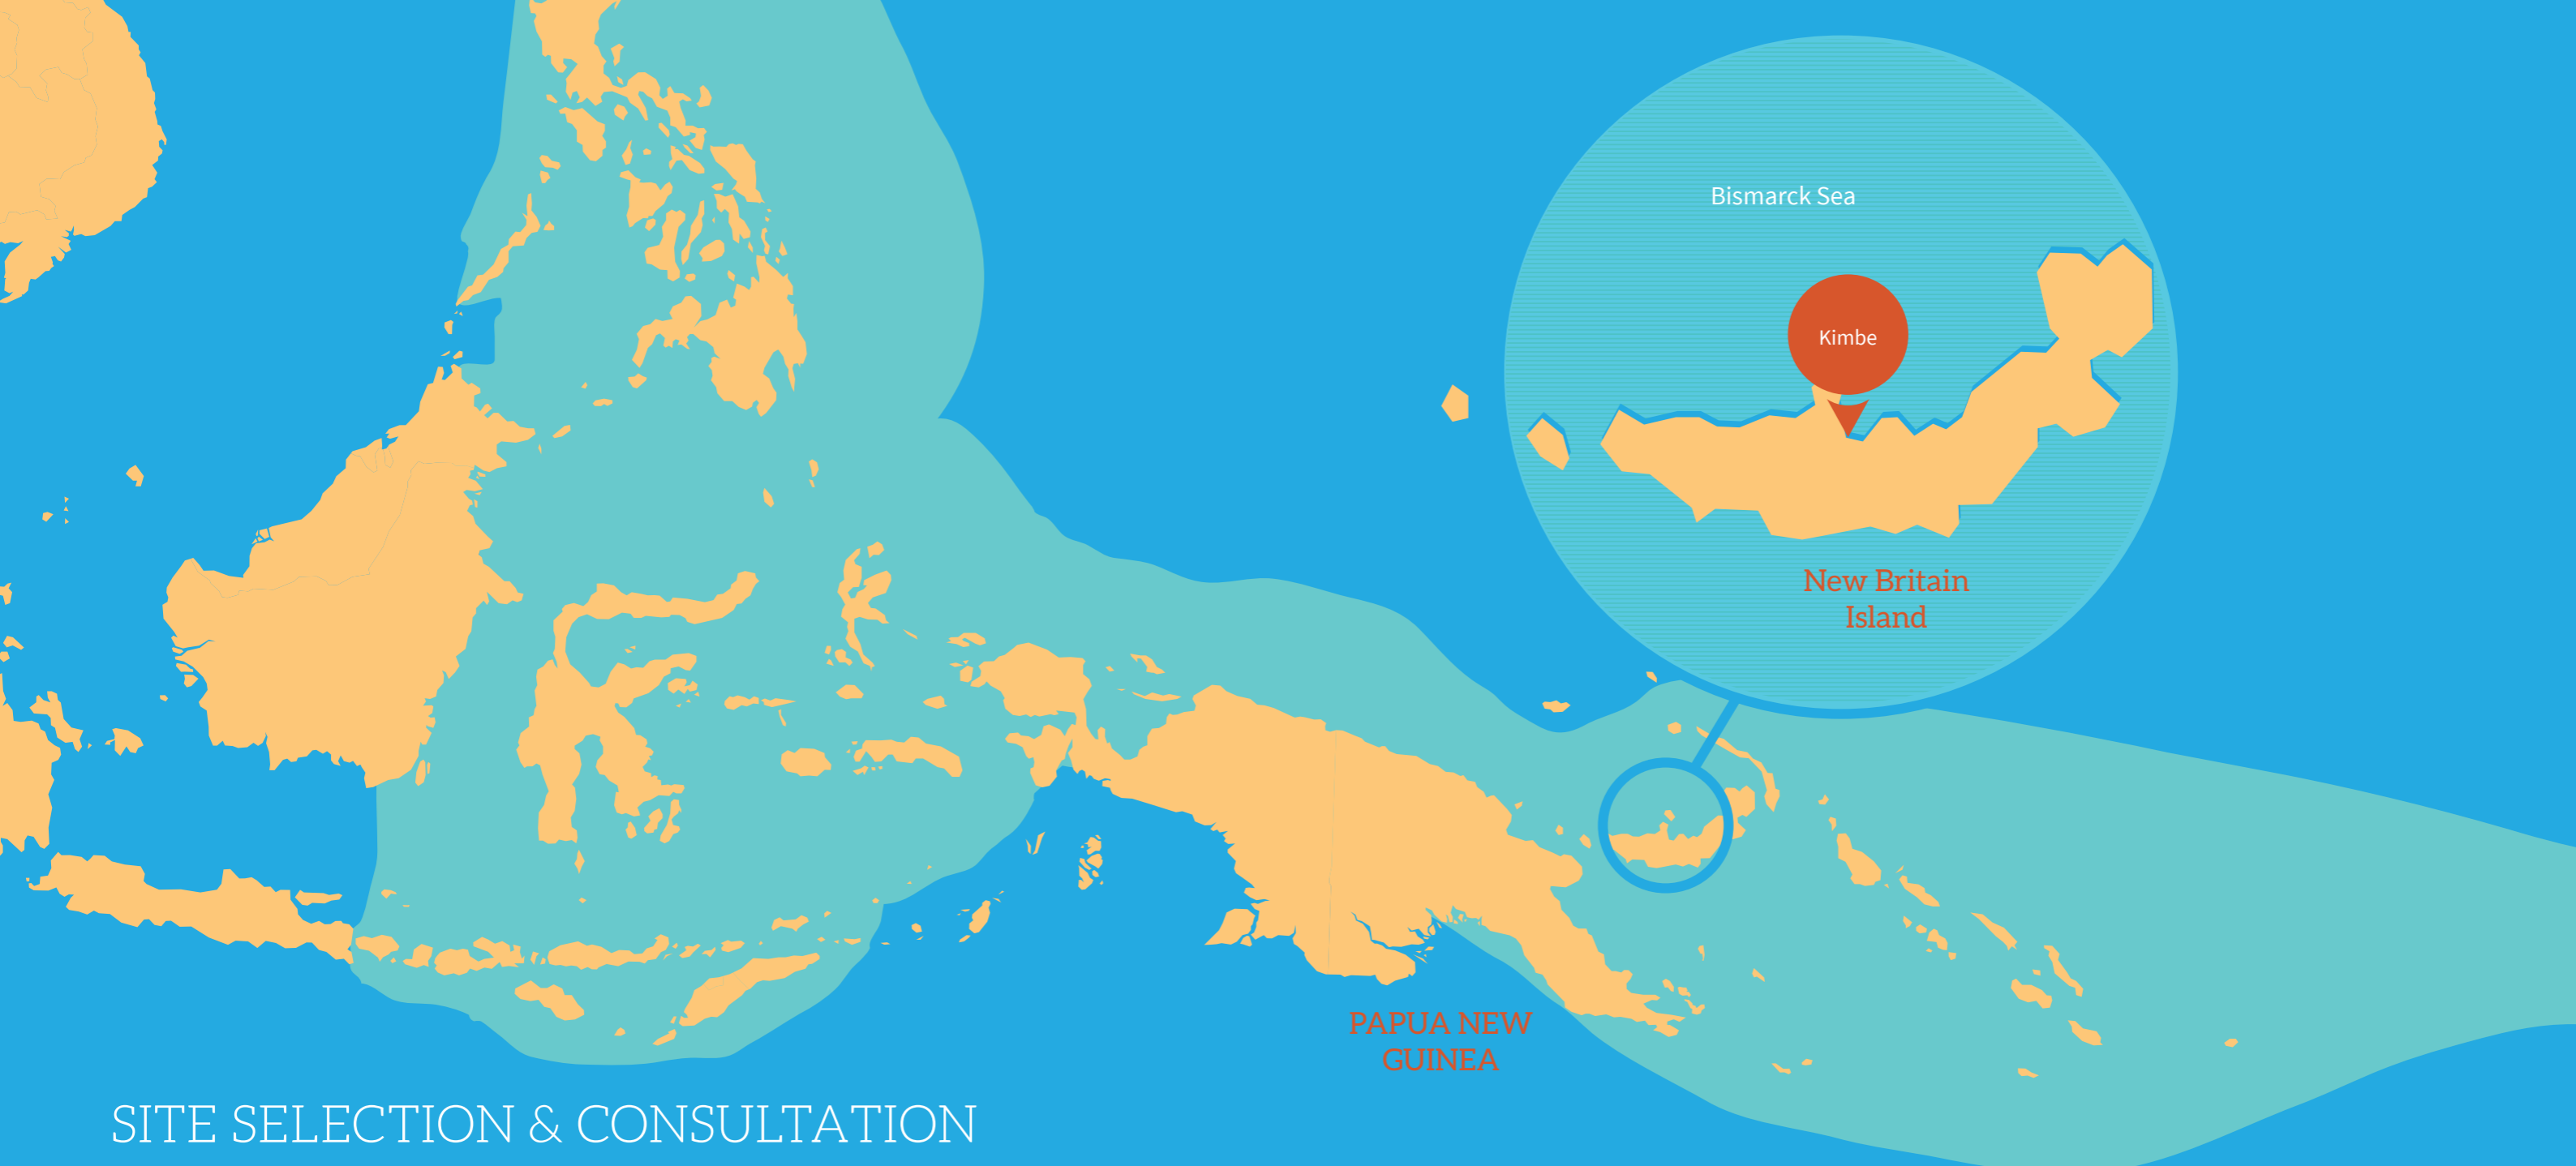 Bismarck Sea
Kimbe
New Britain
Island
PAPUA NEW
GUINEA
SITE SELECTION & CONSULTATION